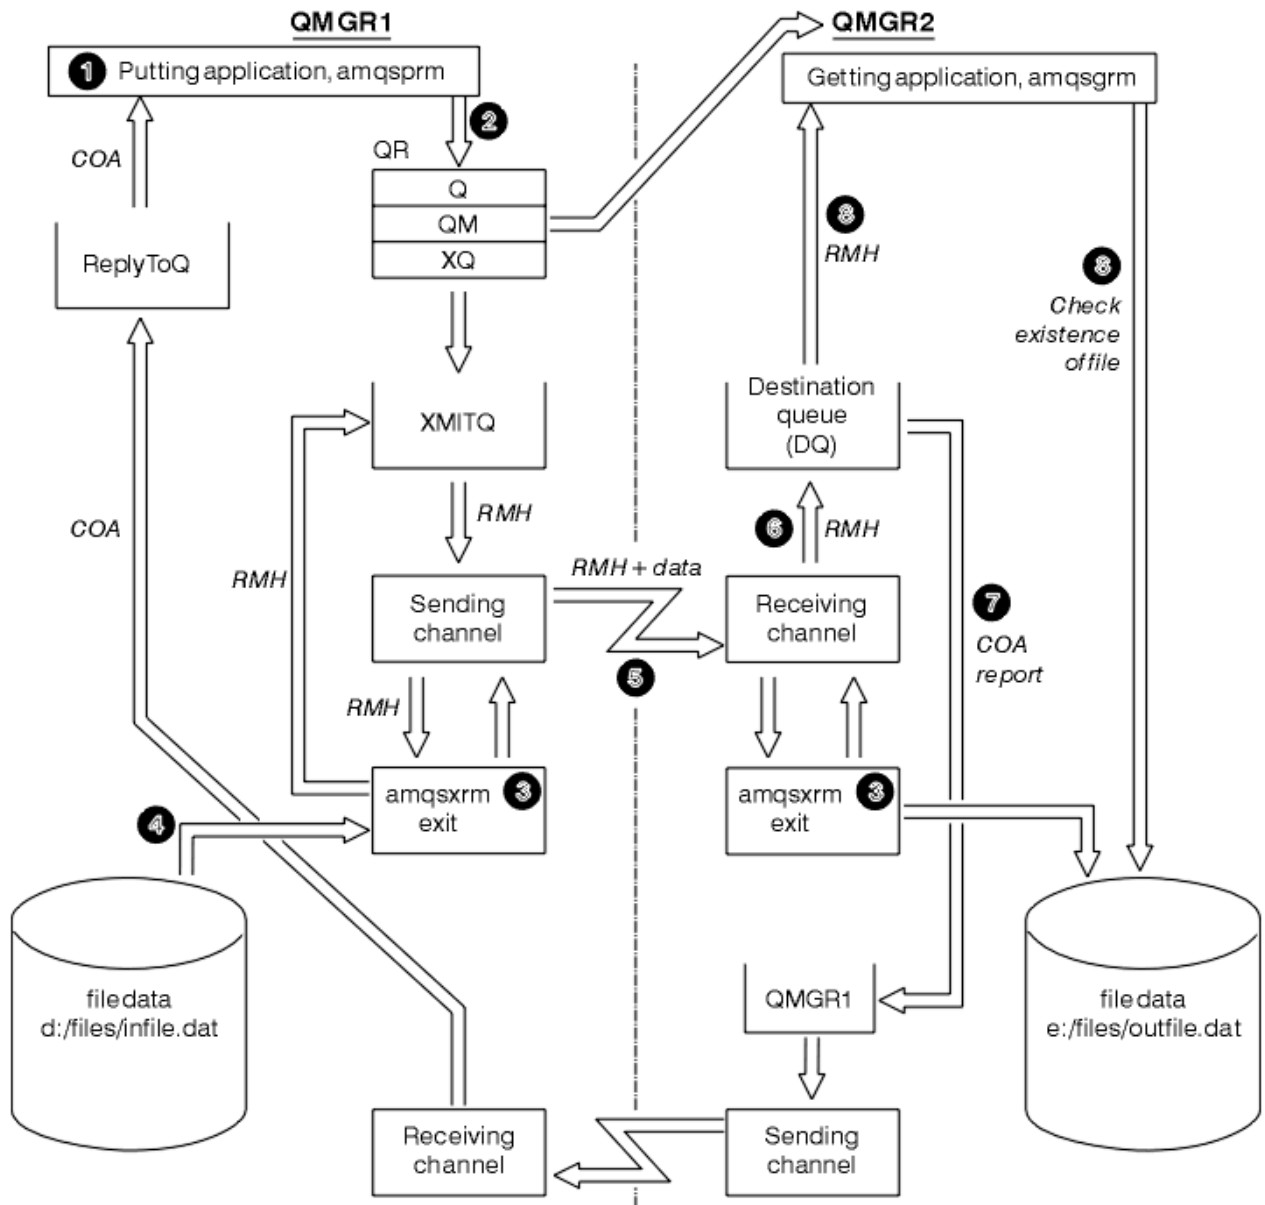 QMGR1
QMGR2
1 Putting application, amqsprm
Getting application, amqsgrm
2
COA
QR
Q
QM
XQ
ReplyToQ
8
RMH
8
Check
existence
of file
XMITQ
Destination
queue
(DQ)
COA
RMH
RMH
6 RMH
RMH + data
Sending
channel
Receiving
channel
7
COA
report
5
RMH
amqsxrm 3
exit
amqsxrm 3
exit
4
file data
d:/files/infile.dat
QMGR1
file data
e:/files/outfile.dat
Receiving
channel
Sending
channel